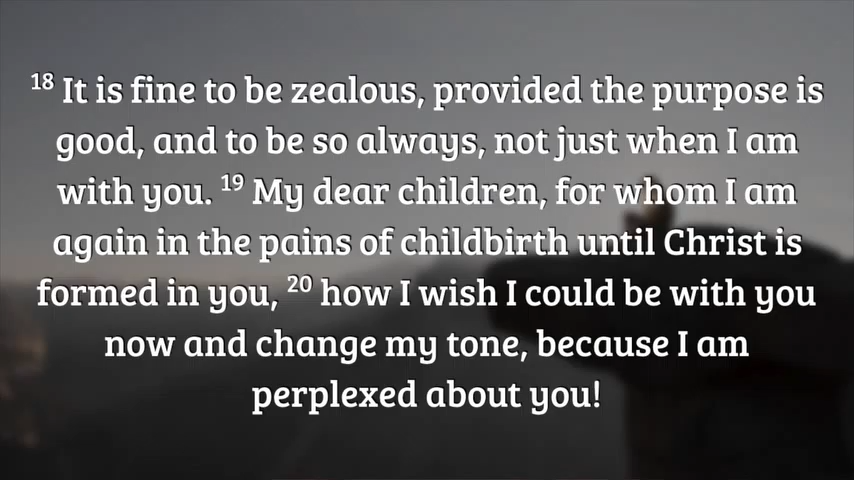 18 It is fine to be zealous, provided the purpose is
good, and to be so always, not just when I am
with you. 19 My dear children, for whom I am
again in the pains of childbirth until Christ is
formed in you, 20 how I wish I could be with you
now and change my tone, because I am
perplexed about you!